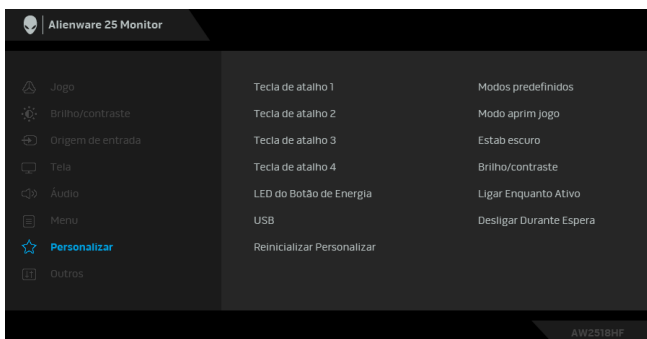 Alienware 25 Monitor
Jogo
Brilho/contraste
Origem de entrada
Tela
Áudio
Menu
Personalizar
Outros
Tecla de atalho 1 Modos predefinidos
Tecla de atalho 2 Modo aprim jogo
Tecla de atalho 3 Estab escuro
Tecla de atalho 4 Brilho/contraste
LED do Botão de Energia Ligar Enquanto Ativo
USB Desligar Durante Espera
Reinicializar Personalizar
AW2518HF